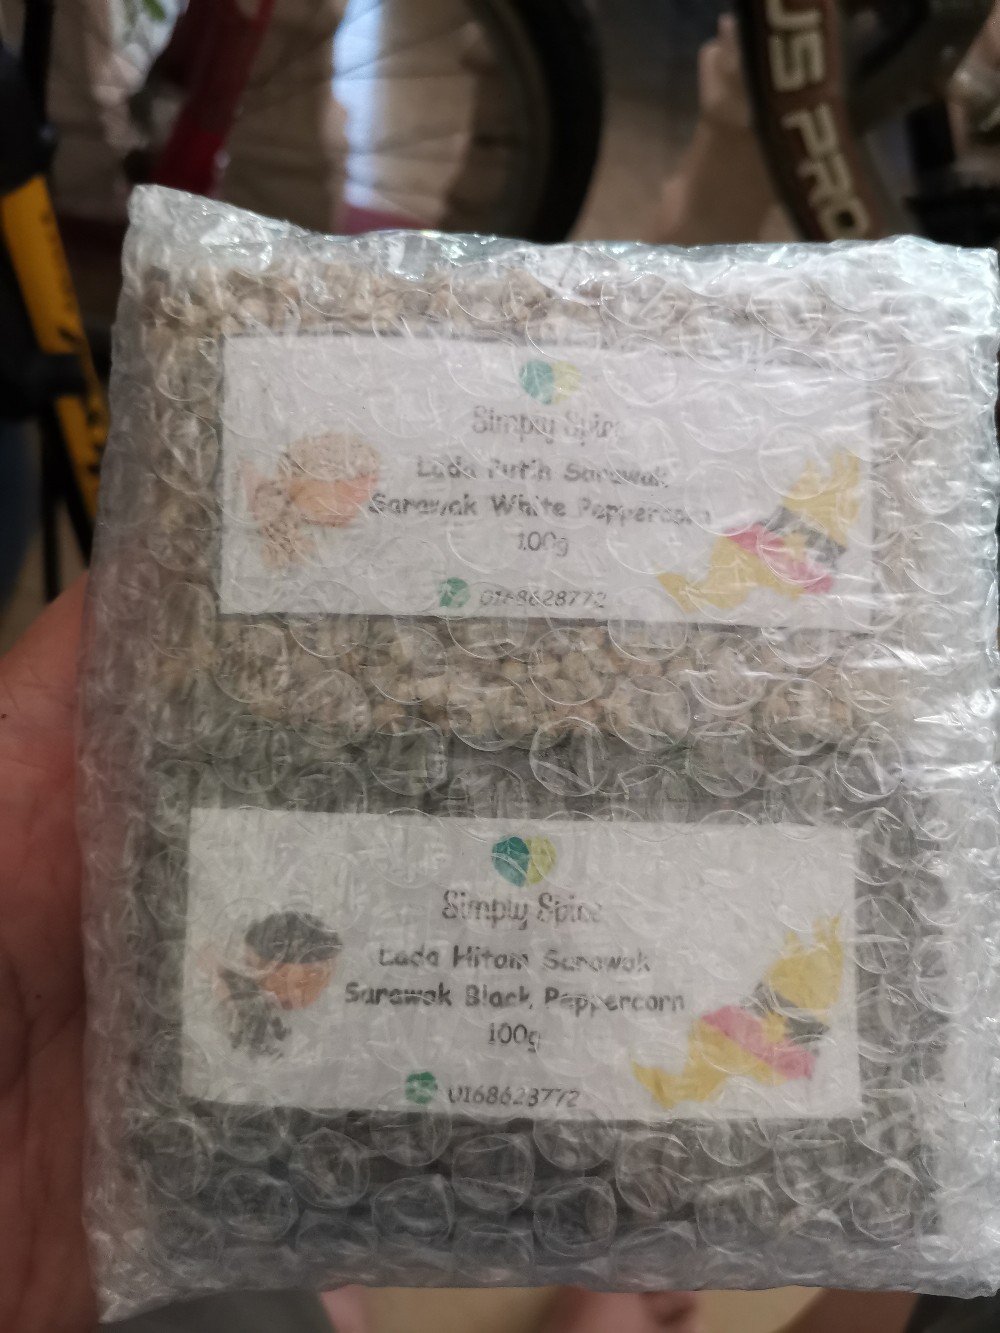 US PRO
Simply Spice
Lada Putih Sarawak
Sarawak White Peppercorn
100g
0168628772
Simply Spice
Lada Hitam Sarawak
Sarawak Black Peppercorn
100g
0168628772